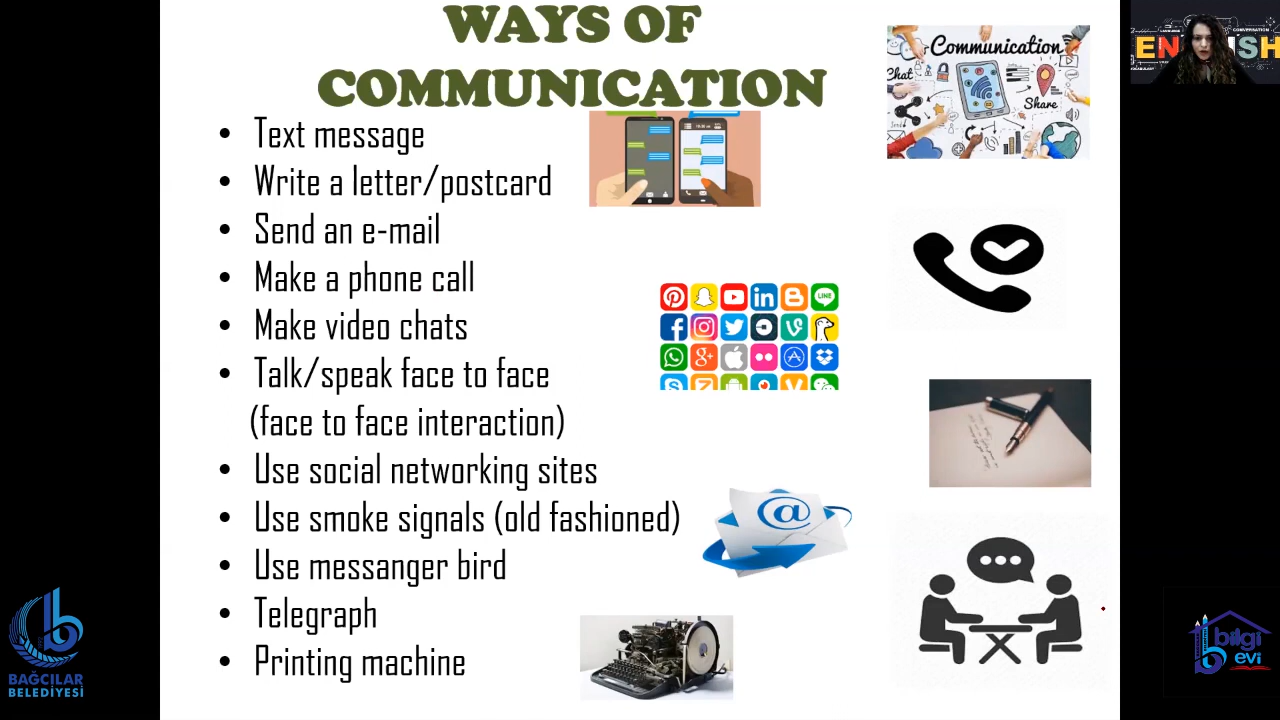 WAYS OF
COMMUNICATION
• Text message
• Write a letter/postcard
• Send an e-mail
• Make a phone call
• Make video chats
• Talk/speak face to face
(face to face interaction)
• Use social networking sites
• Use smoke signals (old fashioned)
• Use messanger bird
• Telegraph
• Printing machine
Communication
Chat
Share
CONVERSATION
ENGLISH
LINE
BAĞCILAR
BELEDİYESİ
bilgi
evi